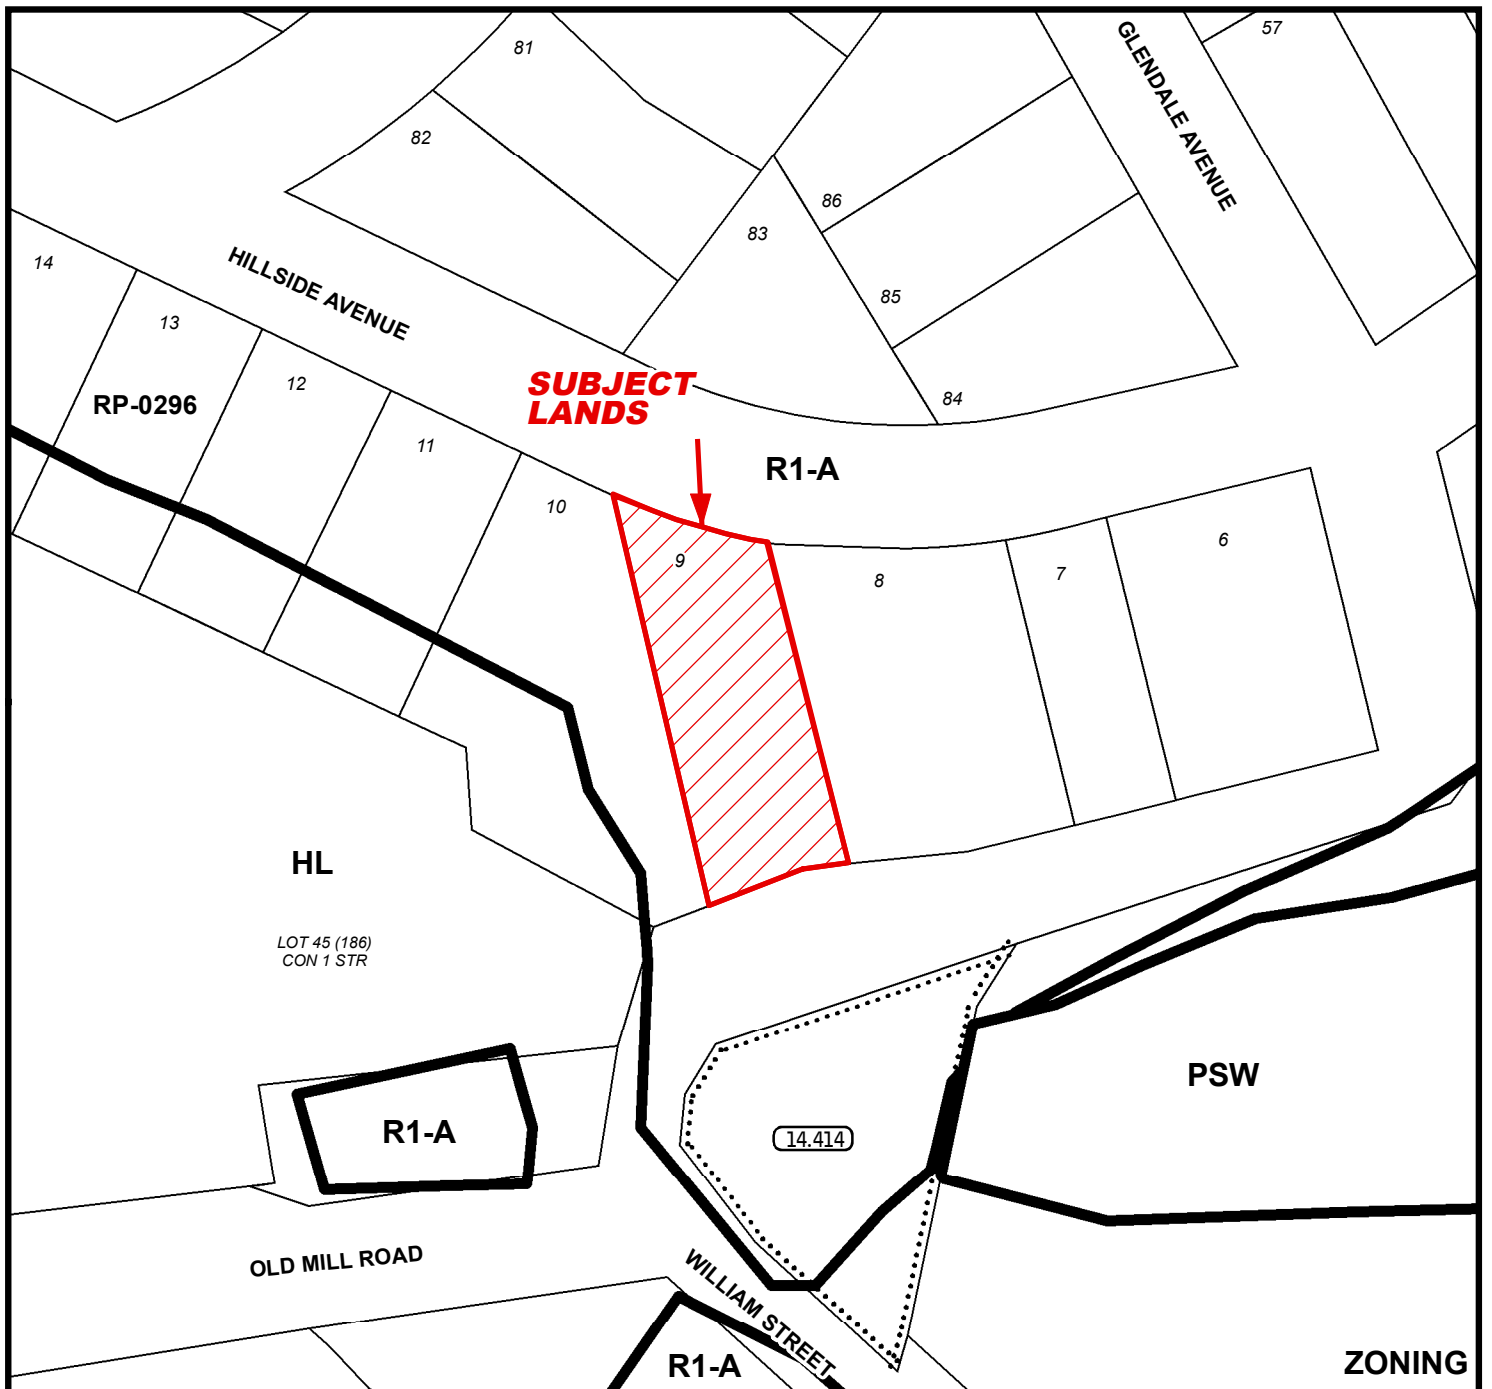 57
81
GLENDALE AVENUE
82
86
83
14
HILLSIDE AVENUE
85
13
12
SUBJECT
LANDS
84
RP-0296
11
R1-A
10
6
9
7
8
HL
LOT 45 (186)
CON 1 STR
PSW
R1-A
14.414
OLD MILL ROAD
WILLIAM STREET
R1-A
ZONING